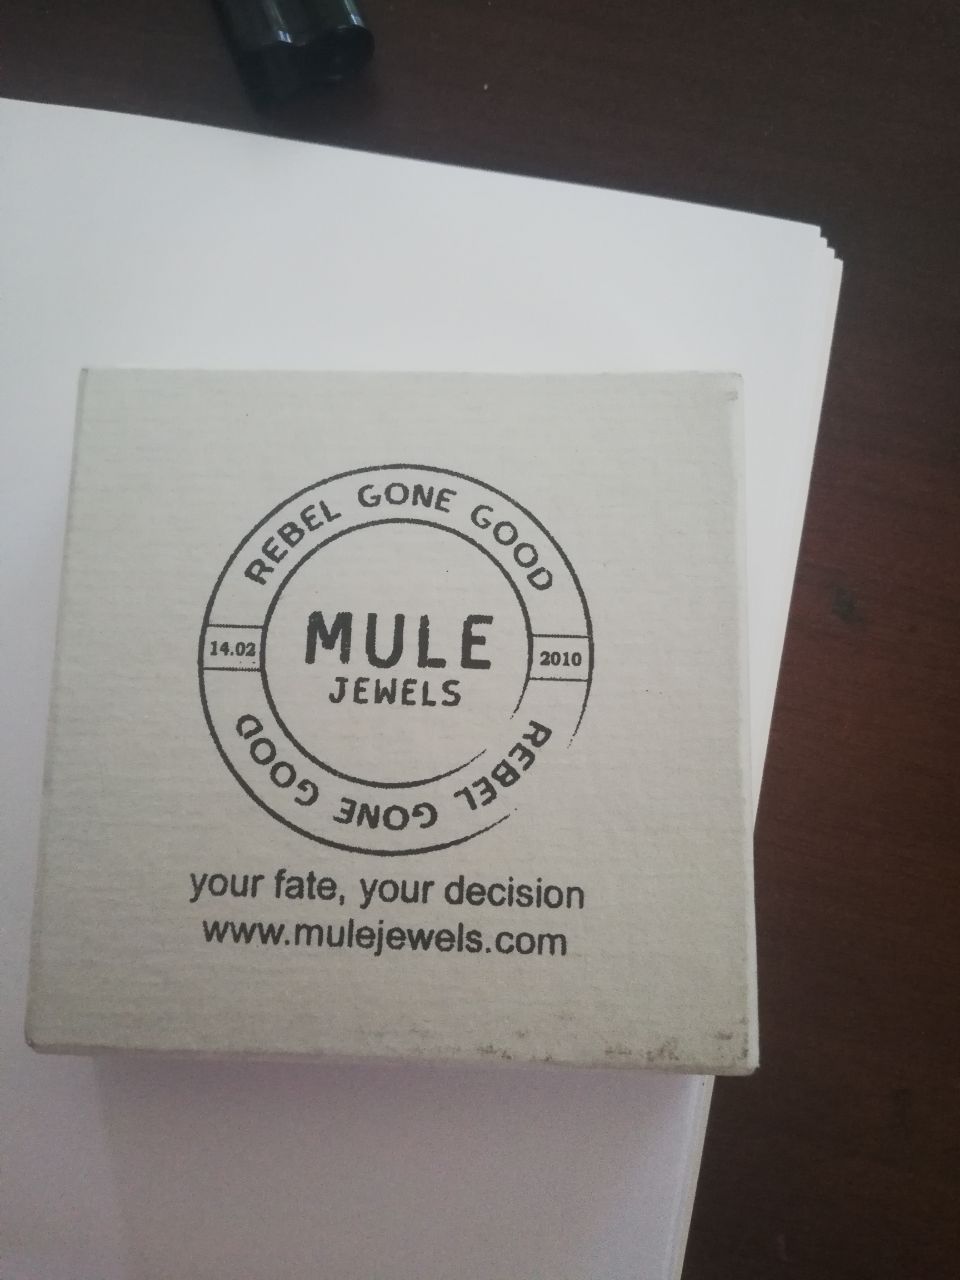 REBEL GONE GOOD
14.02
MULE
JEWELS
2010
REBEL GONE GOOD
your fate, your decision
www.mulejewels.com